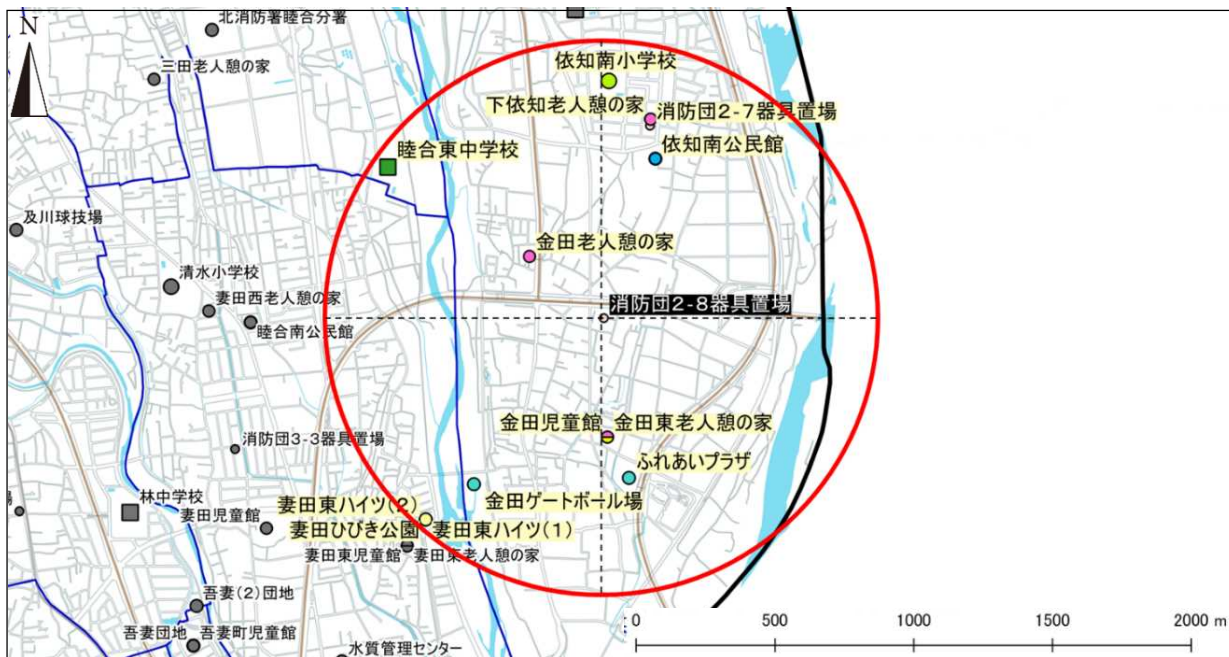 北消防署睦合分署
N
三田老人憩の家
依知南小学校
下依知老人憩の家
消防団2-7器具置場
依知南公民館
睦合東中学校
及川球技場
金田老人憩の家
清水小学校
妻田西老人憩の家
消防団2-8器具置場
睦合南公民館
金田児童館
金田東老人憩の家
消防団3-3器具置場
ふれあいプラザ
林中学校
場
金田ゲートボール場
妻田東ハイツ(2)
妻田児童館
妻田ひびき公園
妻田東ハイツ(1)
妻田東児童館
妻田東老人憩の家
吾妻(2)団地
吾妻団地
吾妻町児童館
水質管理センター
0
500
1000
1500
2000 m